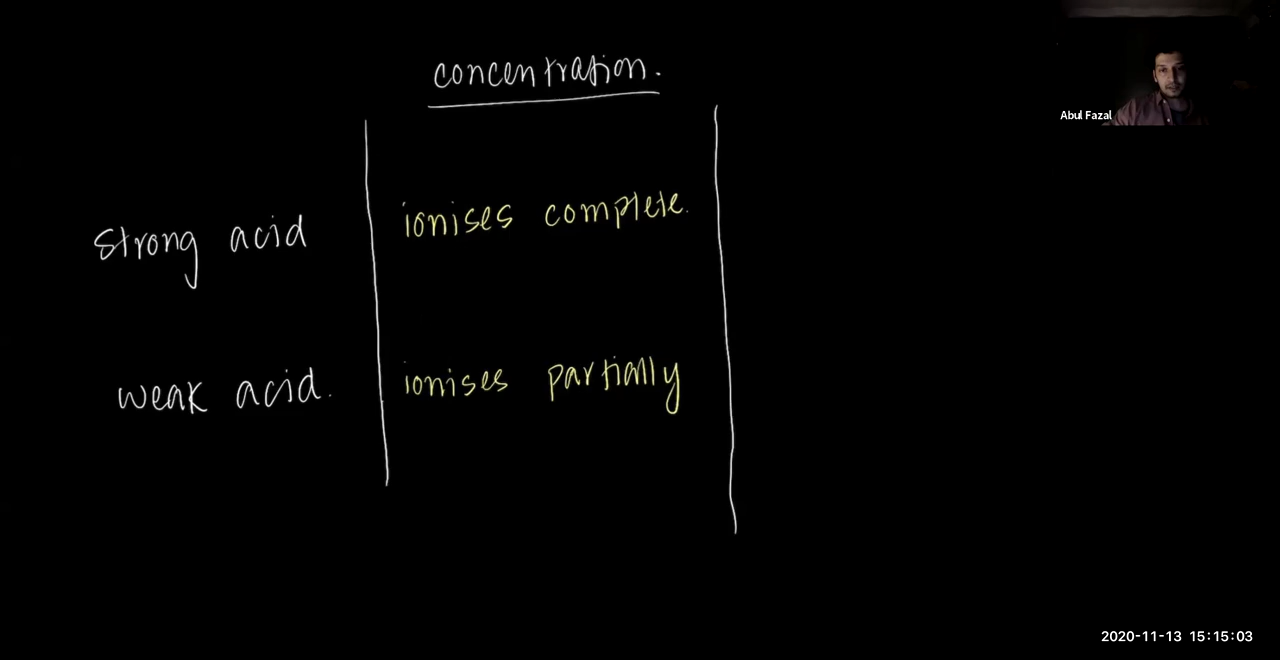 concentration.
Abul Fazal
strong acid ionises complete.
weak acid. ionises partially
2020-11-13 15:15:03